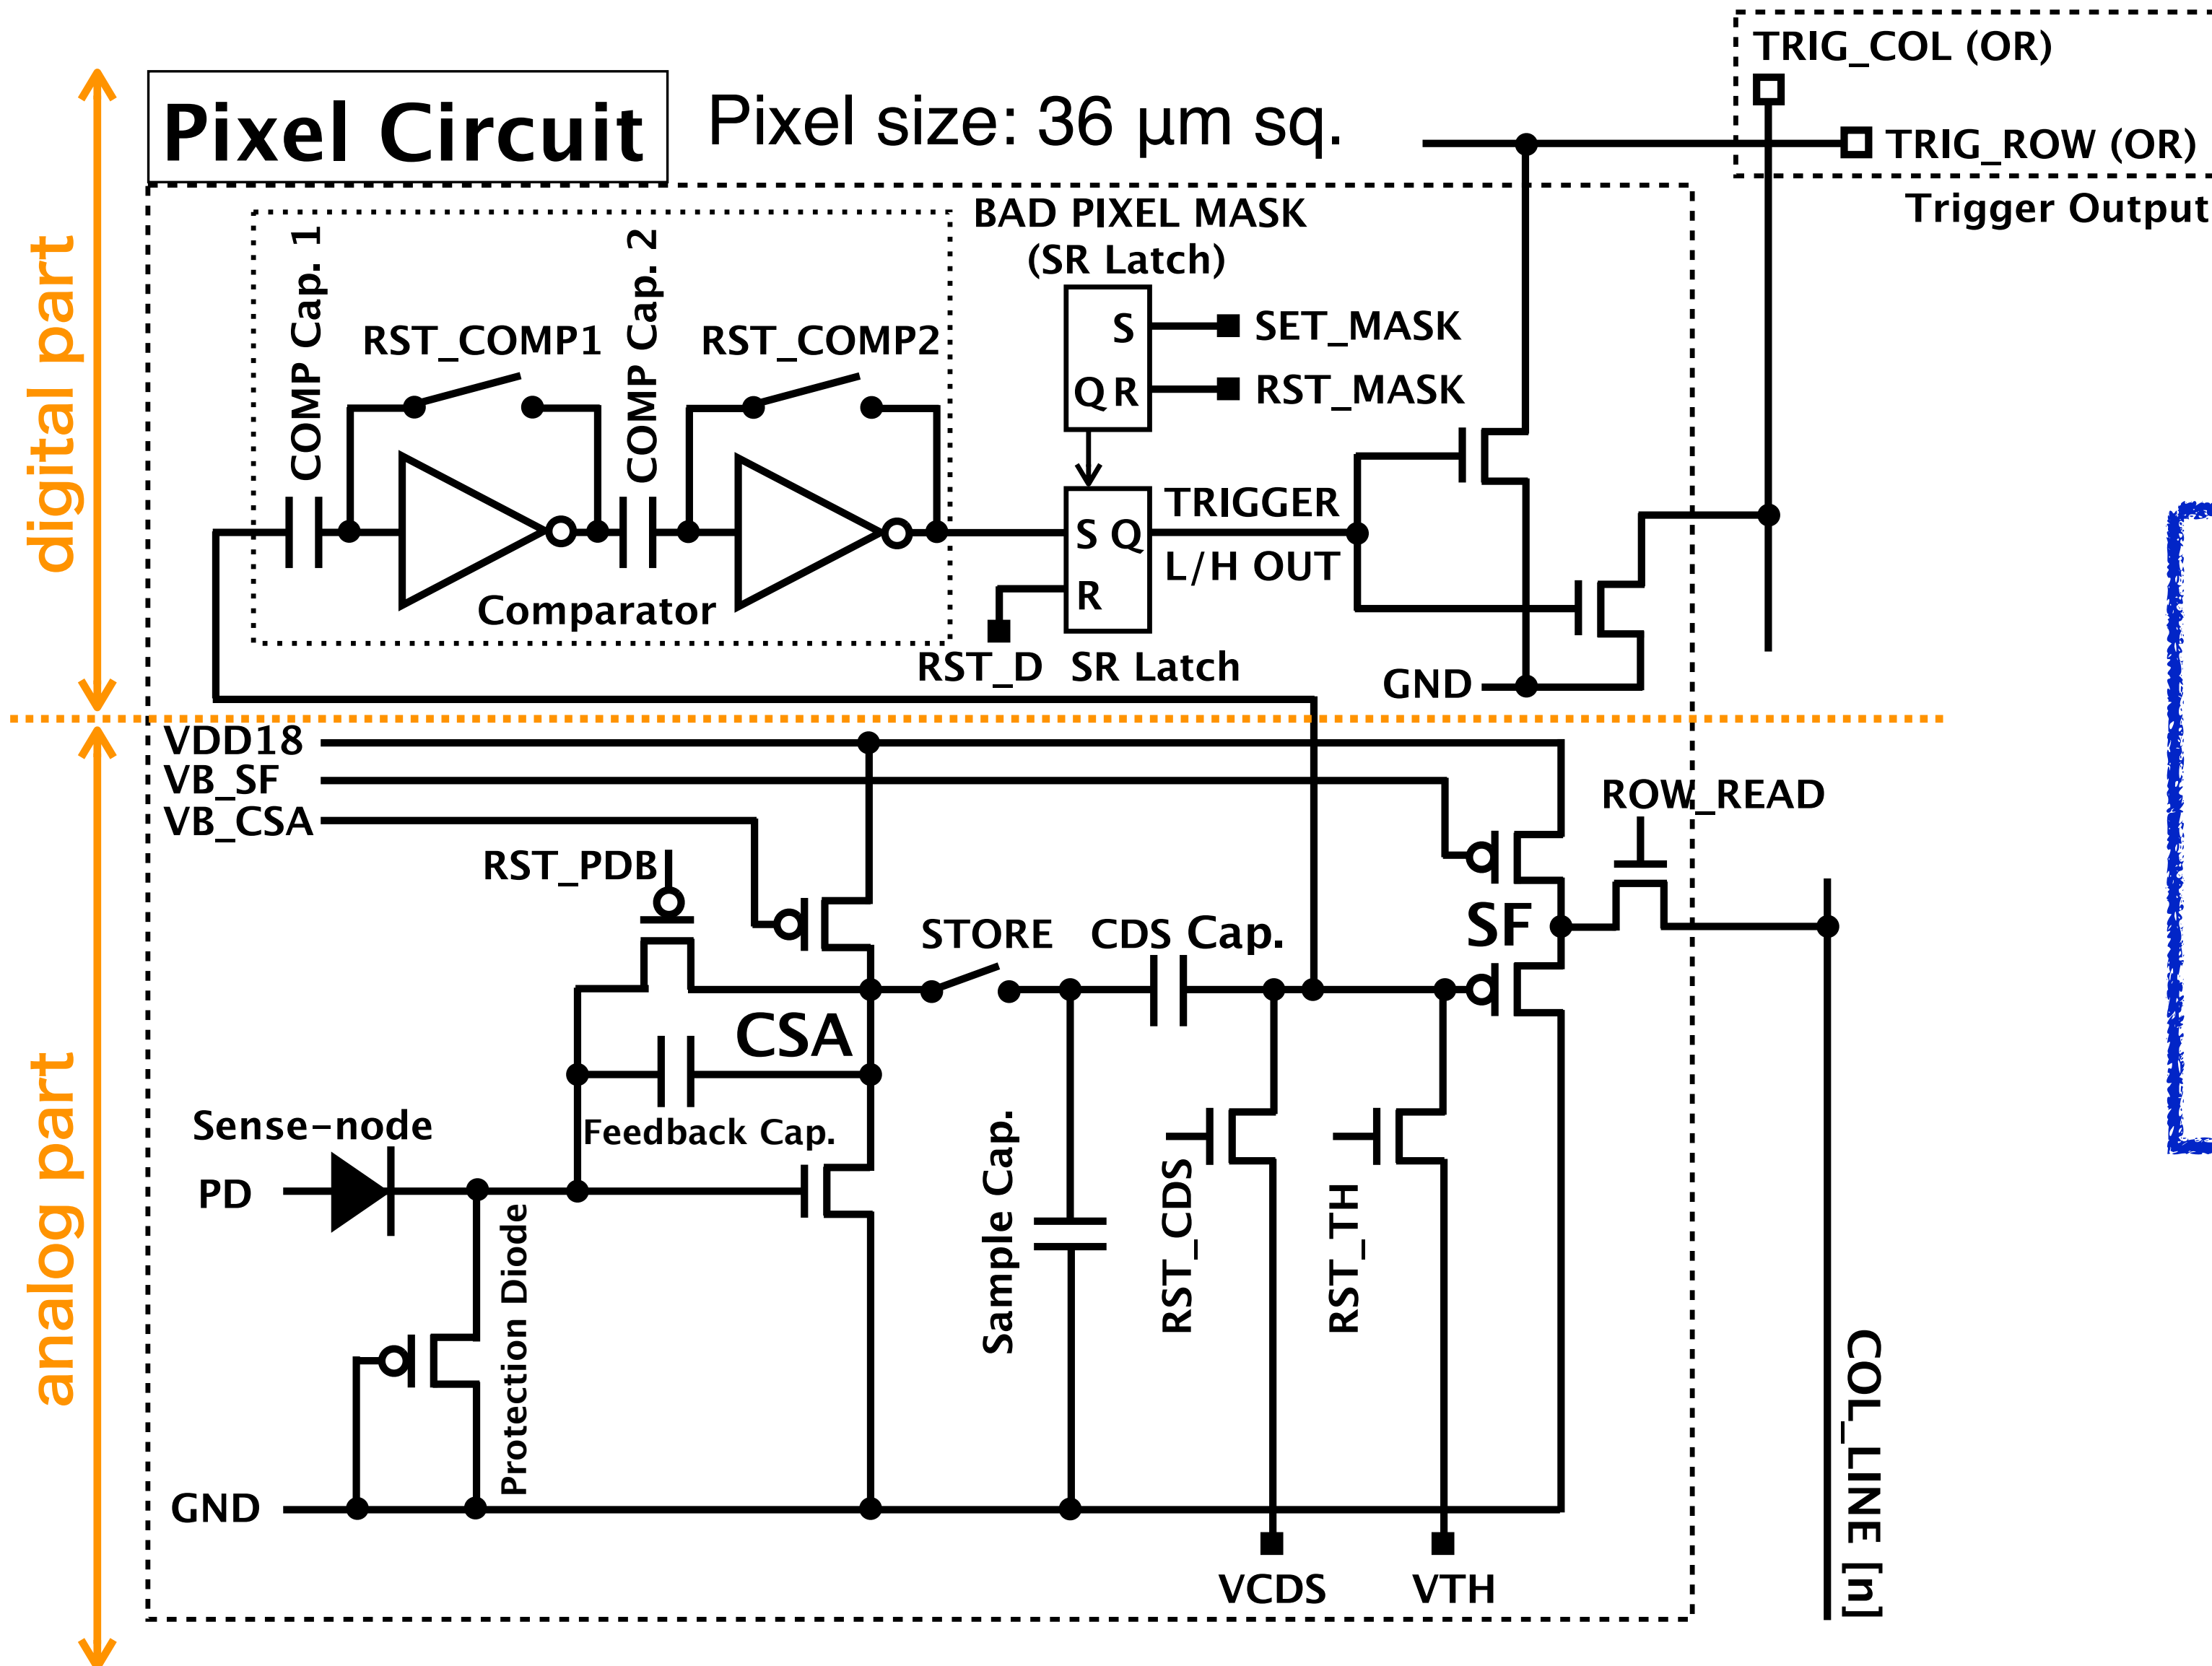 TRIG_COL (OR)
Pixel Circuit
Pixel size: 36 µm sq.
TRIG_ROW (OR)
Trigger Output
digital part
BAD PIXEL MASK
(SR Latch)
COMP Cap. 1
COMP Cap. 2
RST_COMP1
RST_COMP2
S
SET_MASK
Q R
RST_MASK
TRIGGER
S Q
L/H OUT
R
Comparator
RST_D
SR Latch
GND
VDD18
VB_SF
VB_CSA
ROW_READ
RST_PDB
STORE
CDS Cap.
SF
CSA
analog part
Sense-node
Feedback Cap.
PD
Protection Diode
Sample Cap.
RST_CDS
RST_TH
COL_LINE [n]
GND
VCDS
VTH